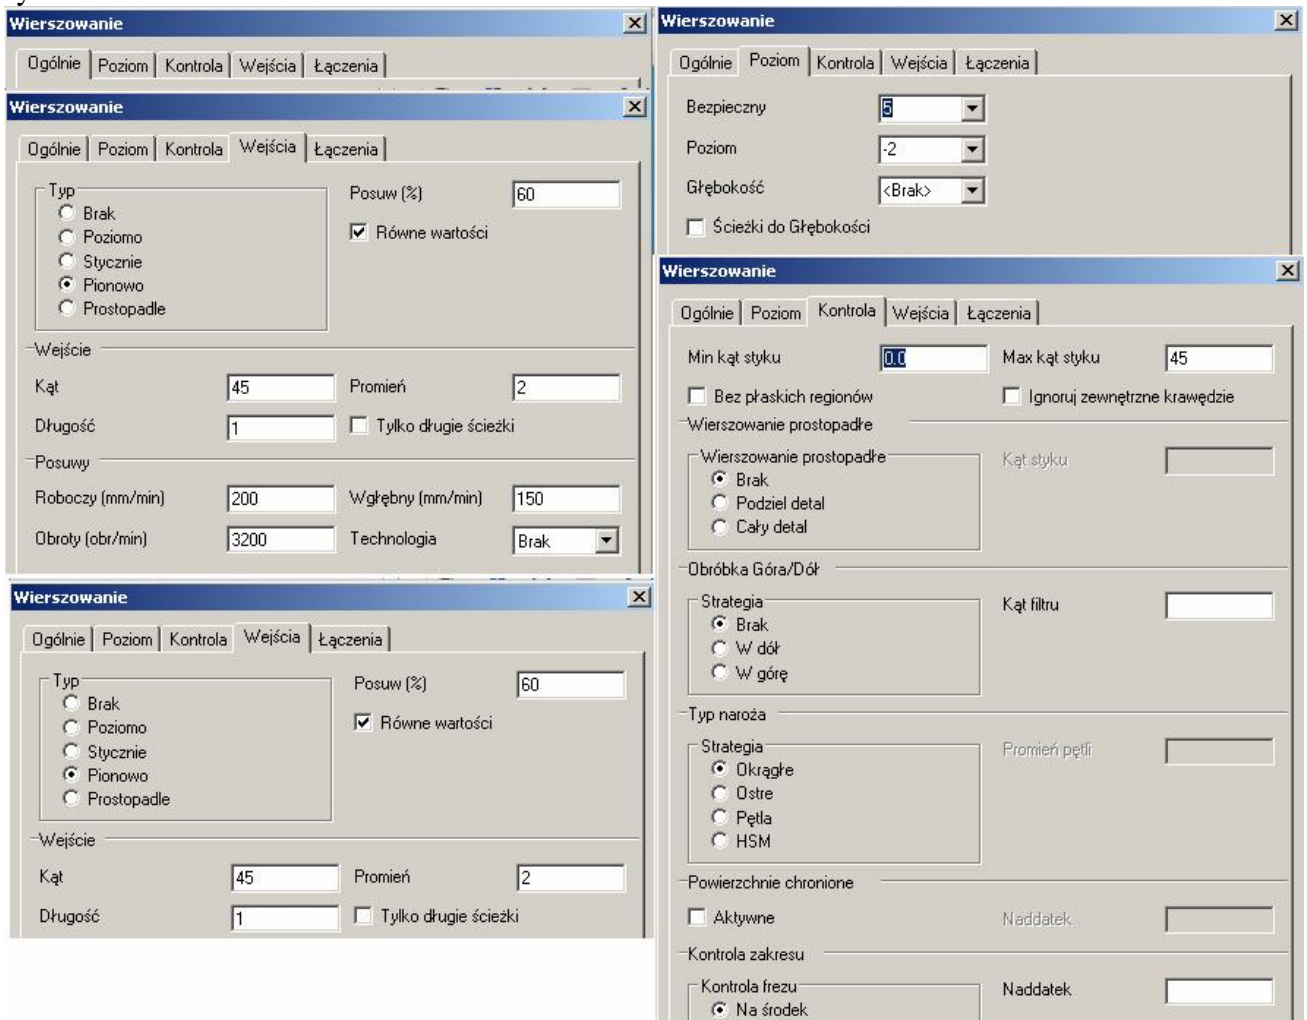 Wierszowanie
Ogólnie Poziom Kontrola Wejścia Łączenia
Wierszowanie
Ogólnie Poziom Kontrola Wejścia Łączenia
Typ
Brak
Poziomo
Stycznie
Pionowo
Prostopadle
Posuw (%) 60
Równe wartości
Wejście
Kąt 45 Promień 2
Długość 1 Tylko długie ścieżki
Posuwy
Roboczy (mm/min) 200 Wgłębny (mm/min) 150
Obroty (obr/min) 3200 Technologia Brak
Wierszowanie
Ogólnie Poziom Kontrola Wejścia Łączenia
Typ
Brak
Poziomo
Stycznie
Pionowo
Prostopadle
Posuw (%) 60
Równe wartości
Wejście
Kąt 45 Promień 2
Długość 1 Tylko długie ścieżki
Wierszowanie
Ogólnie Poziom Kontrola Wejścia Łączenia
Bezpieczny 5
Poziom -2
Głębokość <Brak>
Ścieżki do Głębokości
Wierszowanie
Ogólnie Poziom Kontrola Wejścia Łączenia
Min kąt styku 0.0 Max kąt styku 45
Bez płaskich regionów Ignoruj zewnętrzne krawędzie
Wierszowanie prostopadłe
Wierszowanie prostopadłe
Brak
Podziel detal
Cały detal
Kąt styku
Obróbka Góra/Dół
Strategia
Brak
W dół
W górę
Kąt filtru
Typ naroża
Strategia
Okrągłe
Ostre
Pętla
HSM
Promień pętli
Powierzchnie chronione
Aktywne Naddatek
Kontrola zakresu
Kontrola frezu
Na środek
Naddatek